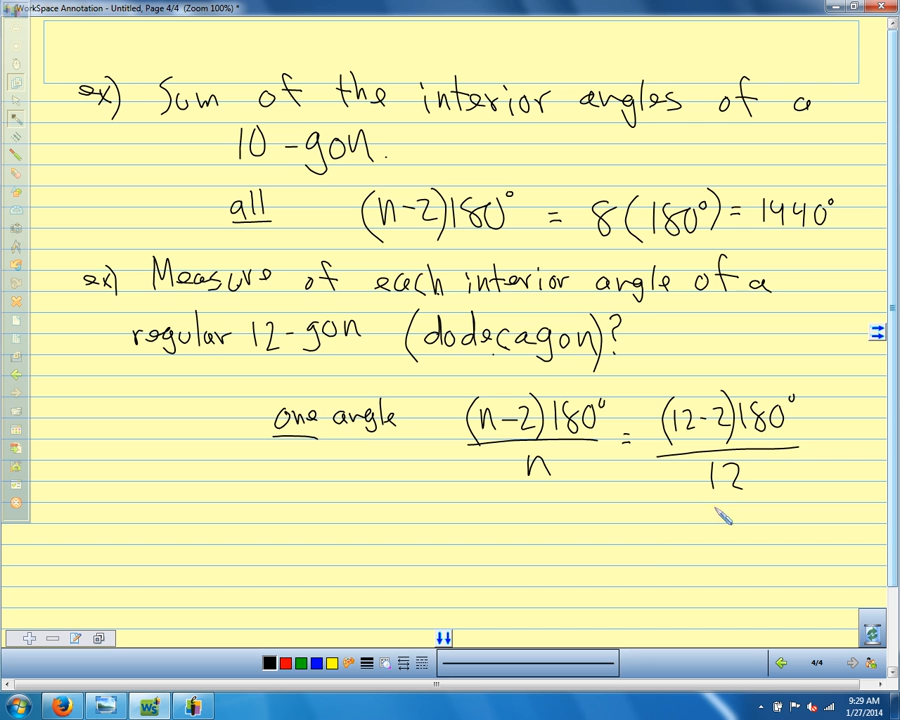 WorkSpace Annotation - Untitled, Page 4/4 (Zoom 100%) *
ex) Sum of the interior angles of a
10-gon.
all (n-2)180° = 8(180°) = 1440°
ex) Measure of each interior angle of a
regular 12-gon (dodecagon)?
one angle (n-2)180°/n = (12-2)180°/12
4/4
9:29 AM
1/27/2014